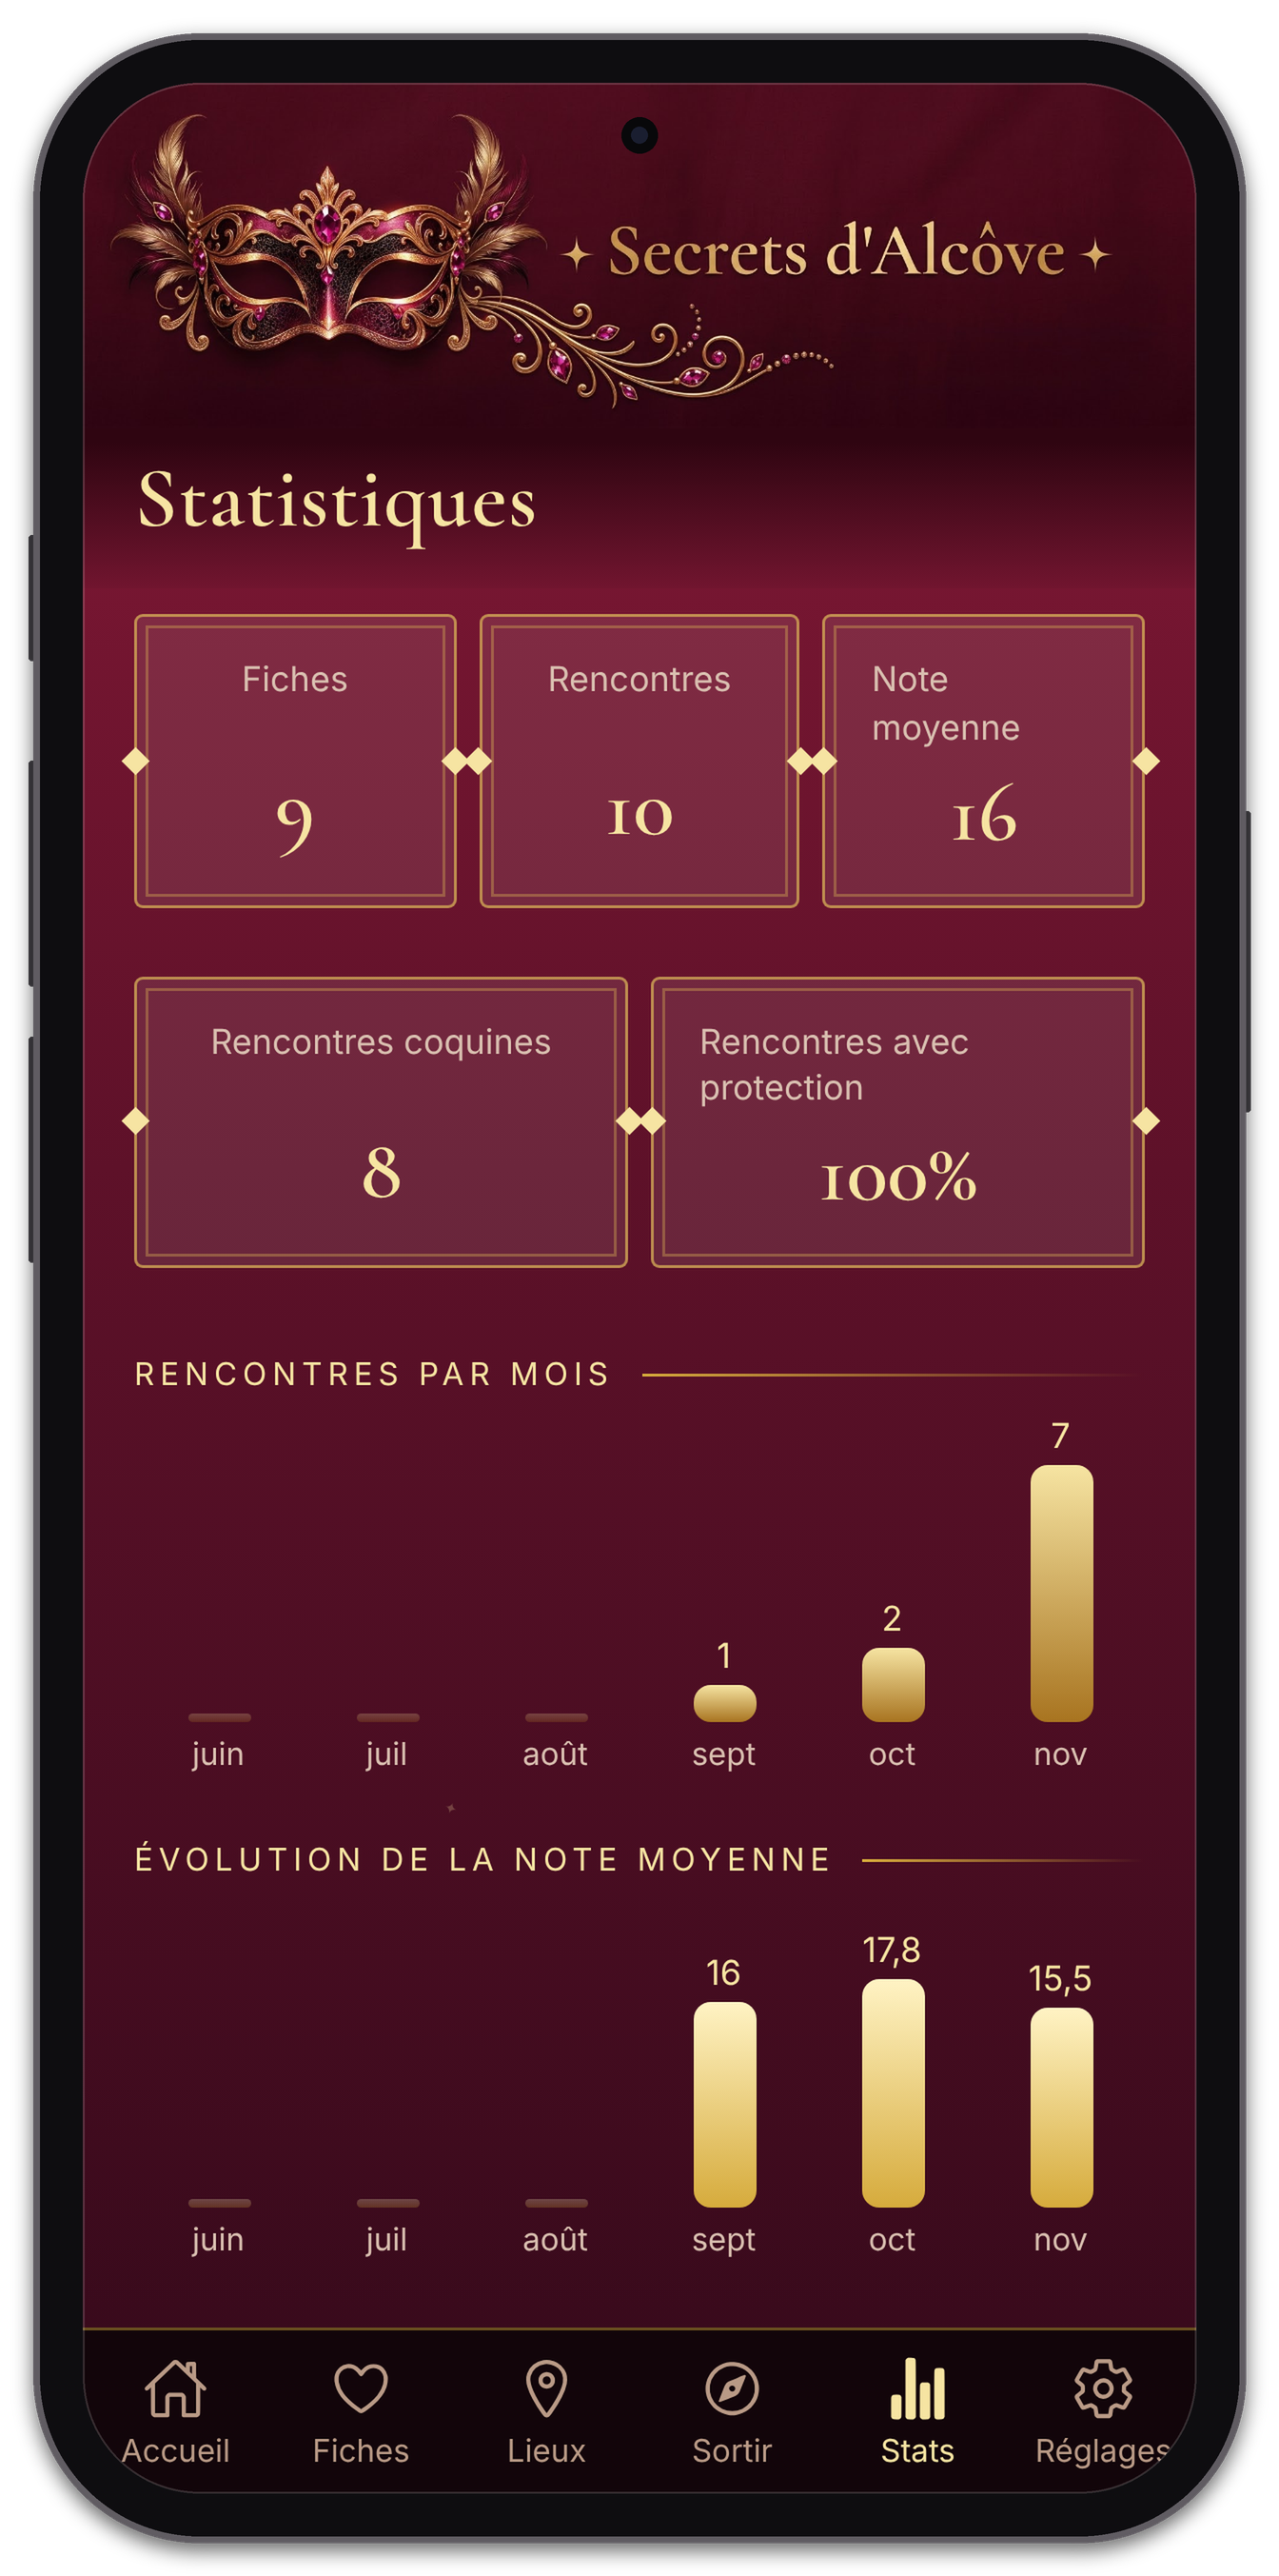 Secrets d'Alcôve
Statistiques
Fiches
9
Rencontres
10
Note
moyenne
16
Rencontres coquines
8
Rencontres avec
protection
100%
RENCONTRES PAR MOIS
1
2
7
juin juil août sept oct nov
ÉVOLUTION DE LA NOTE MOYENNE
16
17,8
15,5
juin juil août sept oct nov
Accueil Fiches Lieux Sortir Stats Réglages